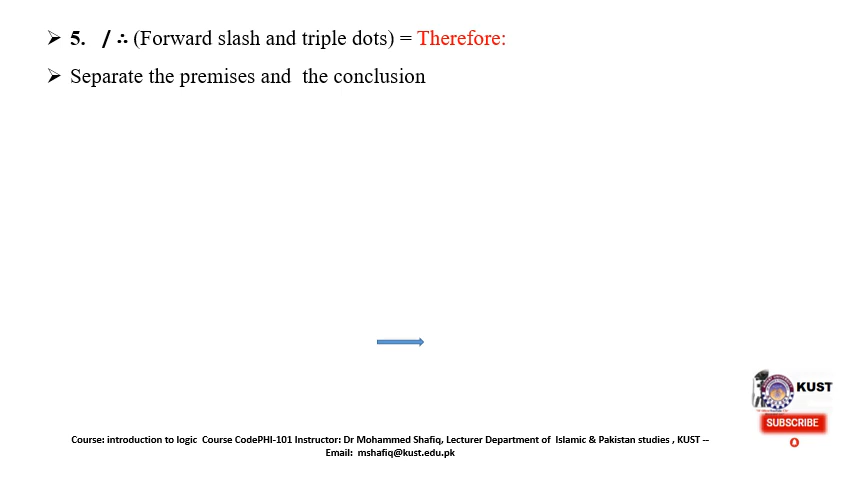 ➢ 5. / ∴ (Forward slash and triple dots) = Therefore:
➢ Separate the premises and the conclusion
KUST
SUBSCRIBE
Course: introduction to logic Course CodePHI-101 Instructor: Dr Mohammed Shafiq, Lecturer Department of Islamic & Pakistan studies , KUST --
Email: mshafiq@kust.edu.pk